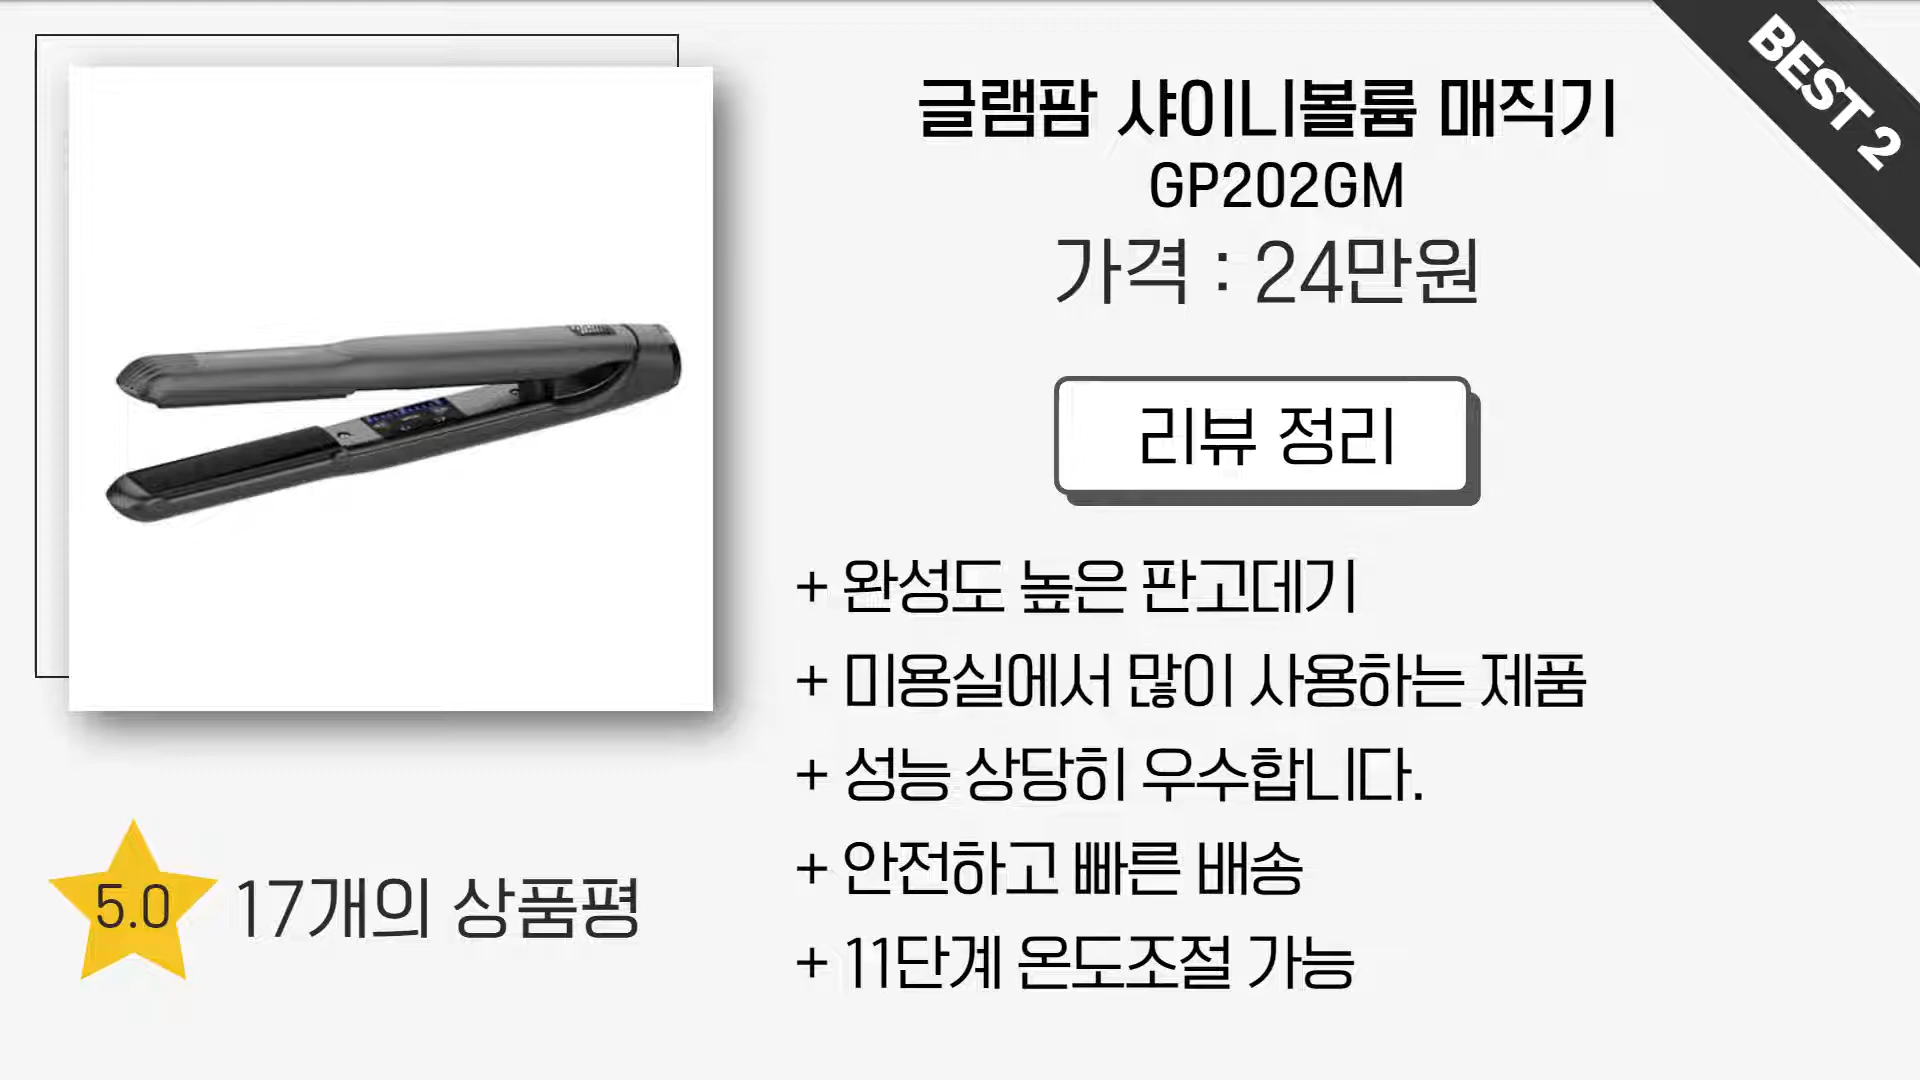 BEST 2
글램팜 샤이니볼륨 매직기
GP202GM
가격 : 24만원
리뷰 정리
+ 완성도 높은 판고데기
+ 미용실에서 많이 사용하는 제품
+ 성능 상당히 우수합니다.
+ 안전하고 빠른 배송
+ 11단계 온도조절 가능
5.0 17개의 상품평